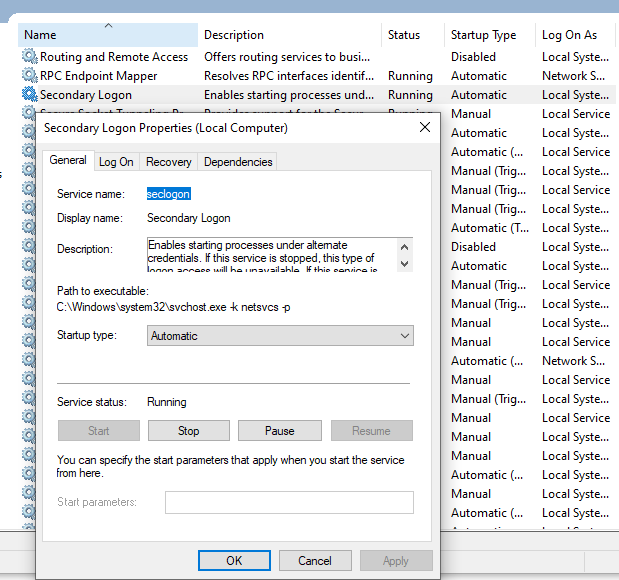 Name Description Status Startup Type Log On As
Routing and Remote Access Offers routing services to busi... Disabled Local Syste...
RPC Endpoint Mapper Resolves RPC interfaces identif... Running Automatic Network S...
Secondary Logon Enables starting processes und... Running Automatic Local Syste...
Manual Local Service
Automatic Local Syste...
Automatic (... Local Service
Manual (Trig... Local Syste...
Manual (Trig... Local Service
Manual (Trig... Local Syste...
Automatic (T... Local Syste...
Disabled Local Syste...
Automatic Local Syste...
Manual (Trig... Local Service
Manual (Trig... Local Syste...
Manual Local Syste...
Manual Local Service
Automatic (... Network S...
Manual Local Service
Manual (Trig... Local Syste...
Manual Local Service
Manual Local Syste...
Manual Local Syste...
Automatic (... Local Syste...
Manual Local Syste...
Automatic (... Local Syste...
Secondary Logon Properties (Local Computer)
General Log On Recovery Dependencies
Service name: seclogon
Display name: Secondary Logon
Description: Enables starting processes under alternate
credentials. If this service is stopped, this type of
logon access will be unavailable. If this service is
Path to executable:
C:\Windows\system32\svchost.exe -k netsvcs -p
Startup type: Automatic
Service status: Running
Start Stop Pause Resume
You can specify the start parameters that apply when you start the service
from here.
Start parameters:
OK Cancel Apply